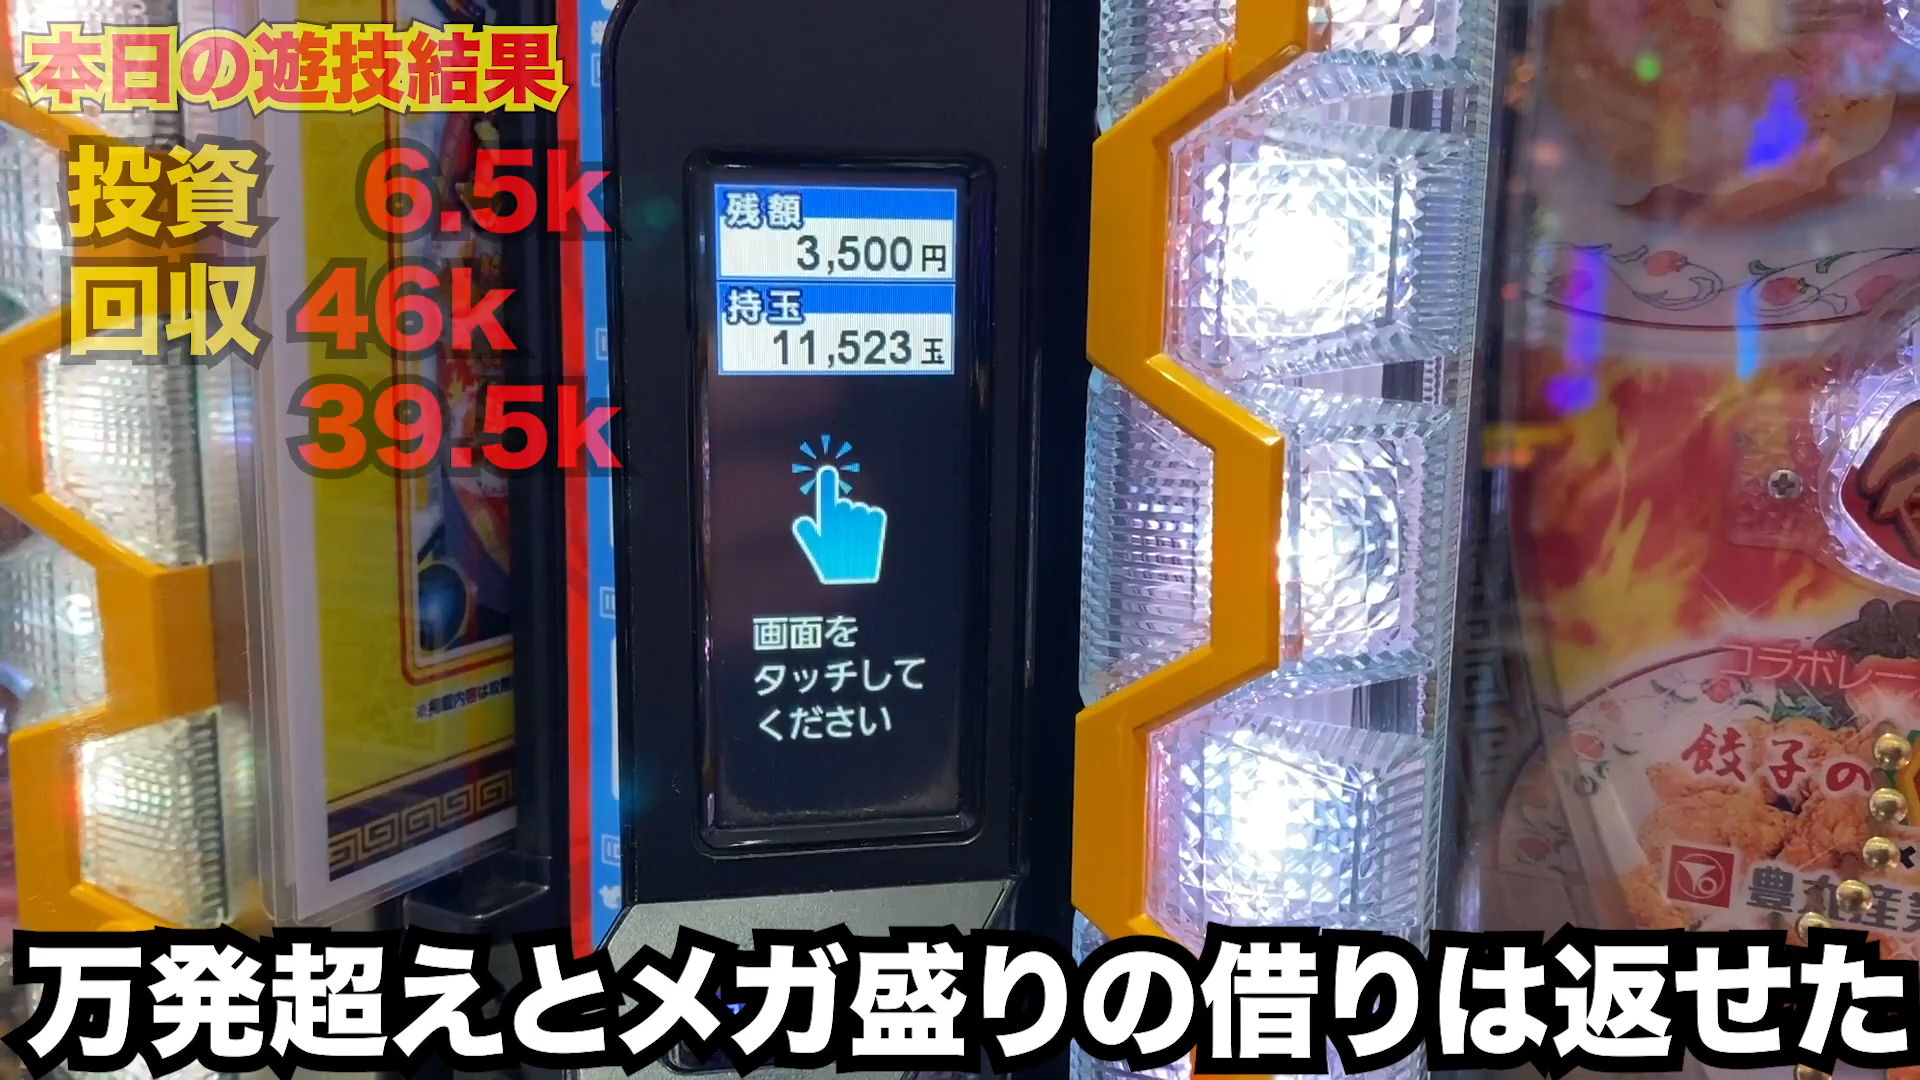 本日の遊技結果
投資 6.5k
回収 46k
39.5k
残額
3,500円
持玉
11,523玉
画面を
タッチして
ください
コラボレー
餃子の
豊丸産業
万発超えとメガ盛りの借りは返せた